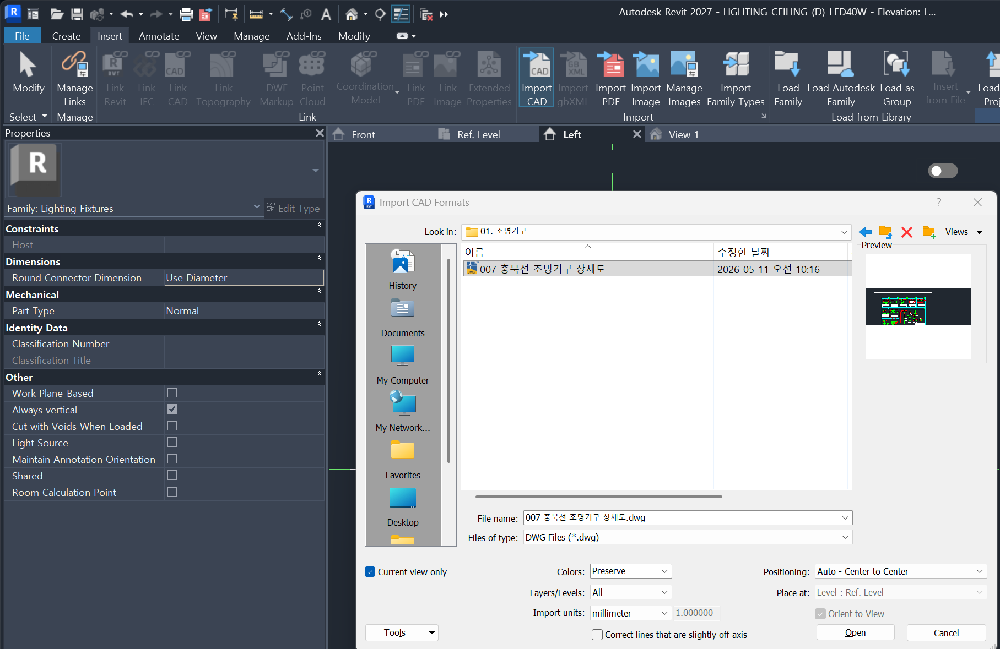 Autodesk Revit 2027 - LIGHTING_CEILING_(D)_LED40W - Elevation: L...
File Create Insert Annotate View Manage Add-Ins Modify
Modify
Manage Links
Link Revit
Link IFC
Link CAD
Link Topography
DWF Markup
Point Cloud
Coordination Model
Link PDF
Link Image
Extended Properties
Import CAD
Import gbXML
Import PDF
Import Image
Manage Images
Import Family Types
Load Family
Load Autodesk Family
Load as Group
Insert from File
Load
Proj
Select Manage Link Import Load from Library
Properties
Front Ref. Level Left View 1
R
Family: Lighting Fixtures Edit Type
Constraints
Host
Dimensions
Round Connector Dimension Use Diameter
Mechanical
Part Type Normal
Identity Data
Classification Number
Classification Title
Other
Work Plane-Based
Always vertical
Cut with Voids When Loaded
Light Source
Maintain Annotation Orientation
Shared
Room Calculation Point
Import CAD Formats
Look in: 01. 조명기구 Views
History
Documents
My Computer
My Network...
Favorites
Desktop
이름 수정한 날짜
007 충북선 조명기구 상세도 2026-05-11 오전 10:16
Preview
File name: 007 충북선 조명기구 상세도.dwg
Files of type: DWG Files (*.dwg)
Current view only Colors: Preserve Positioning: Auto - Center to Center
Layers/Levels: All Place at: Level : Ref. Level
Import units: millimeter 1.000000 Orient to View
Tools Correct lines that are slightly off axis Open Cancel